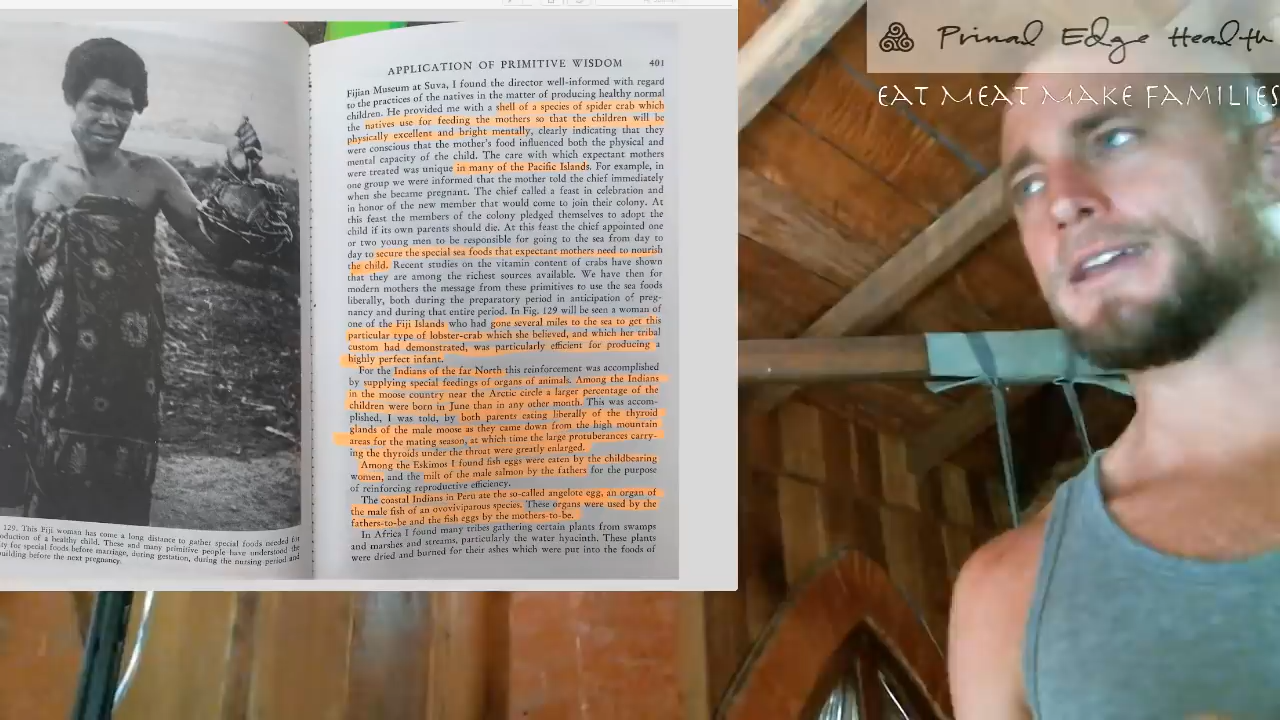 Primal Edge Health
EAT MEAT MAKE FAMILIES
APPLICATION OF PRIMITIVE WISDOM 401
Fijian Museum at Suva, I found the director well-informed with regard
to the practices of the natives in the matter of producing healthy normal
children. He provided me with a shell of a species of spider crab which
the natives use for feeding the mothers so that the children will be
physically excellent and bright mentally, clearly indicating that they
were conscious that the mother's food influenced both the physical and
mental capacity of the child. The care with which expectant mothers
were treated was unique in many of the Pacific Islands. For example, in
one group we were informed that the mother told the chief immediately
when she became pregnant. The chief called a feast in celebration and
in honor of the new member that would come to join their colony. At
this feast the members of the colony pledged themselves to adopt the
child if its own parents should die. At this feast the chief appointed one
or two young men to be responsible for going to the sea from day to
day to secure the special sea foods that expectant mothers need to nourish
the child. Recent studies on the vitamin content of crabs have shown
that they are among the richest sources available. We have then for
modern mothers the message from these primitives to use the sea foods
liberally, both during the preparatory period in anticipation of preg-
nancy and during that entire period. In Fig. 129 will be seen a woman of
one of the Fiji Islands who had gone several miles to the sea to get this
particular type of lobster-crab which she believed, and which her tribal
custom had demonstrated, was particularly efficient for producing a
highly perfect infant.
For the Indians of the far North this reinforcement was accomplished
by supplying special feedings of organs of animals. Among the Indians
in the moose country near the Arctic circle a larger percentage of the
children were born in June than in any other month. This was accom-
plished, I was told, by both parents eating liberally of the thyroid
glands of the male moose as they came down from the high mountain
areas for the mating season, at which time the large protuberances carry-
ing the thyroids under the throat were greatly enlarged.
Among the Eskimos I found fish eggs were eaten by the childbearing
women, and the milt of the male salmon by the fathers for the purpose
of reinforcing reproductive efficiency.
The coastal Indians in Peru ate the so-called angelote egg, an organ of
the male fish of an ovoviviparous species. These organs were used by the
fathers-to-be and the fish eggs by the mothers-to-be.
In Africa I found many tribes gathering certain plants from swamps
and marshes and streams, particularly the water hyacinth. These plants
were dried and burned for their ashes which were put into the foods of
129. This Fiji woman has come a long distance to gather special foods needed for
oduction of a healthy child. These and many primitive people have understood the
for special foods before marriage, during gestation, during the nursing period and
uilding before the next pregnancy.